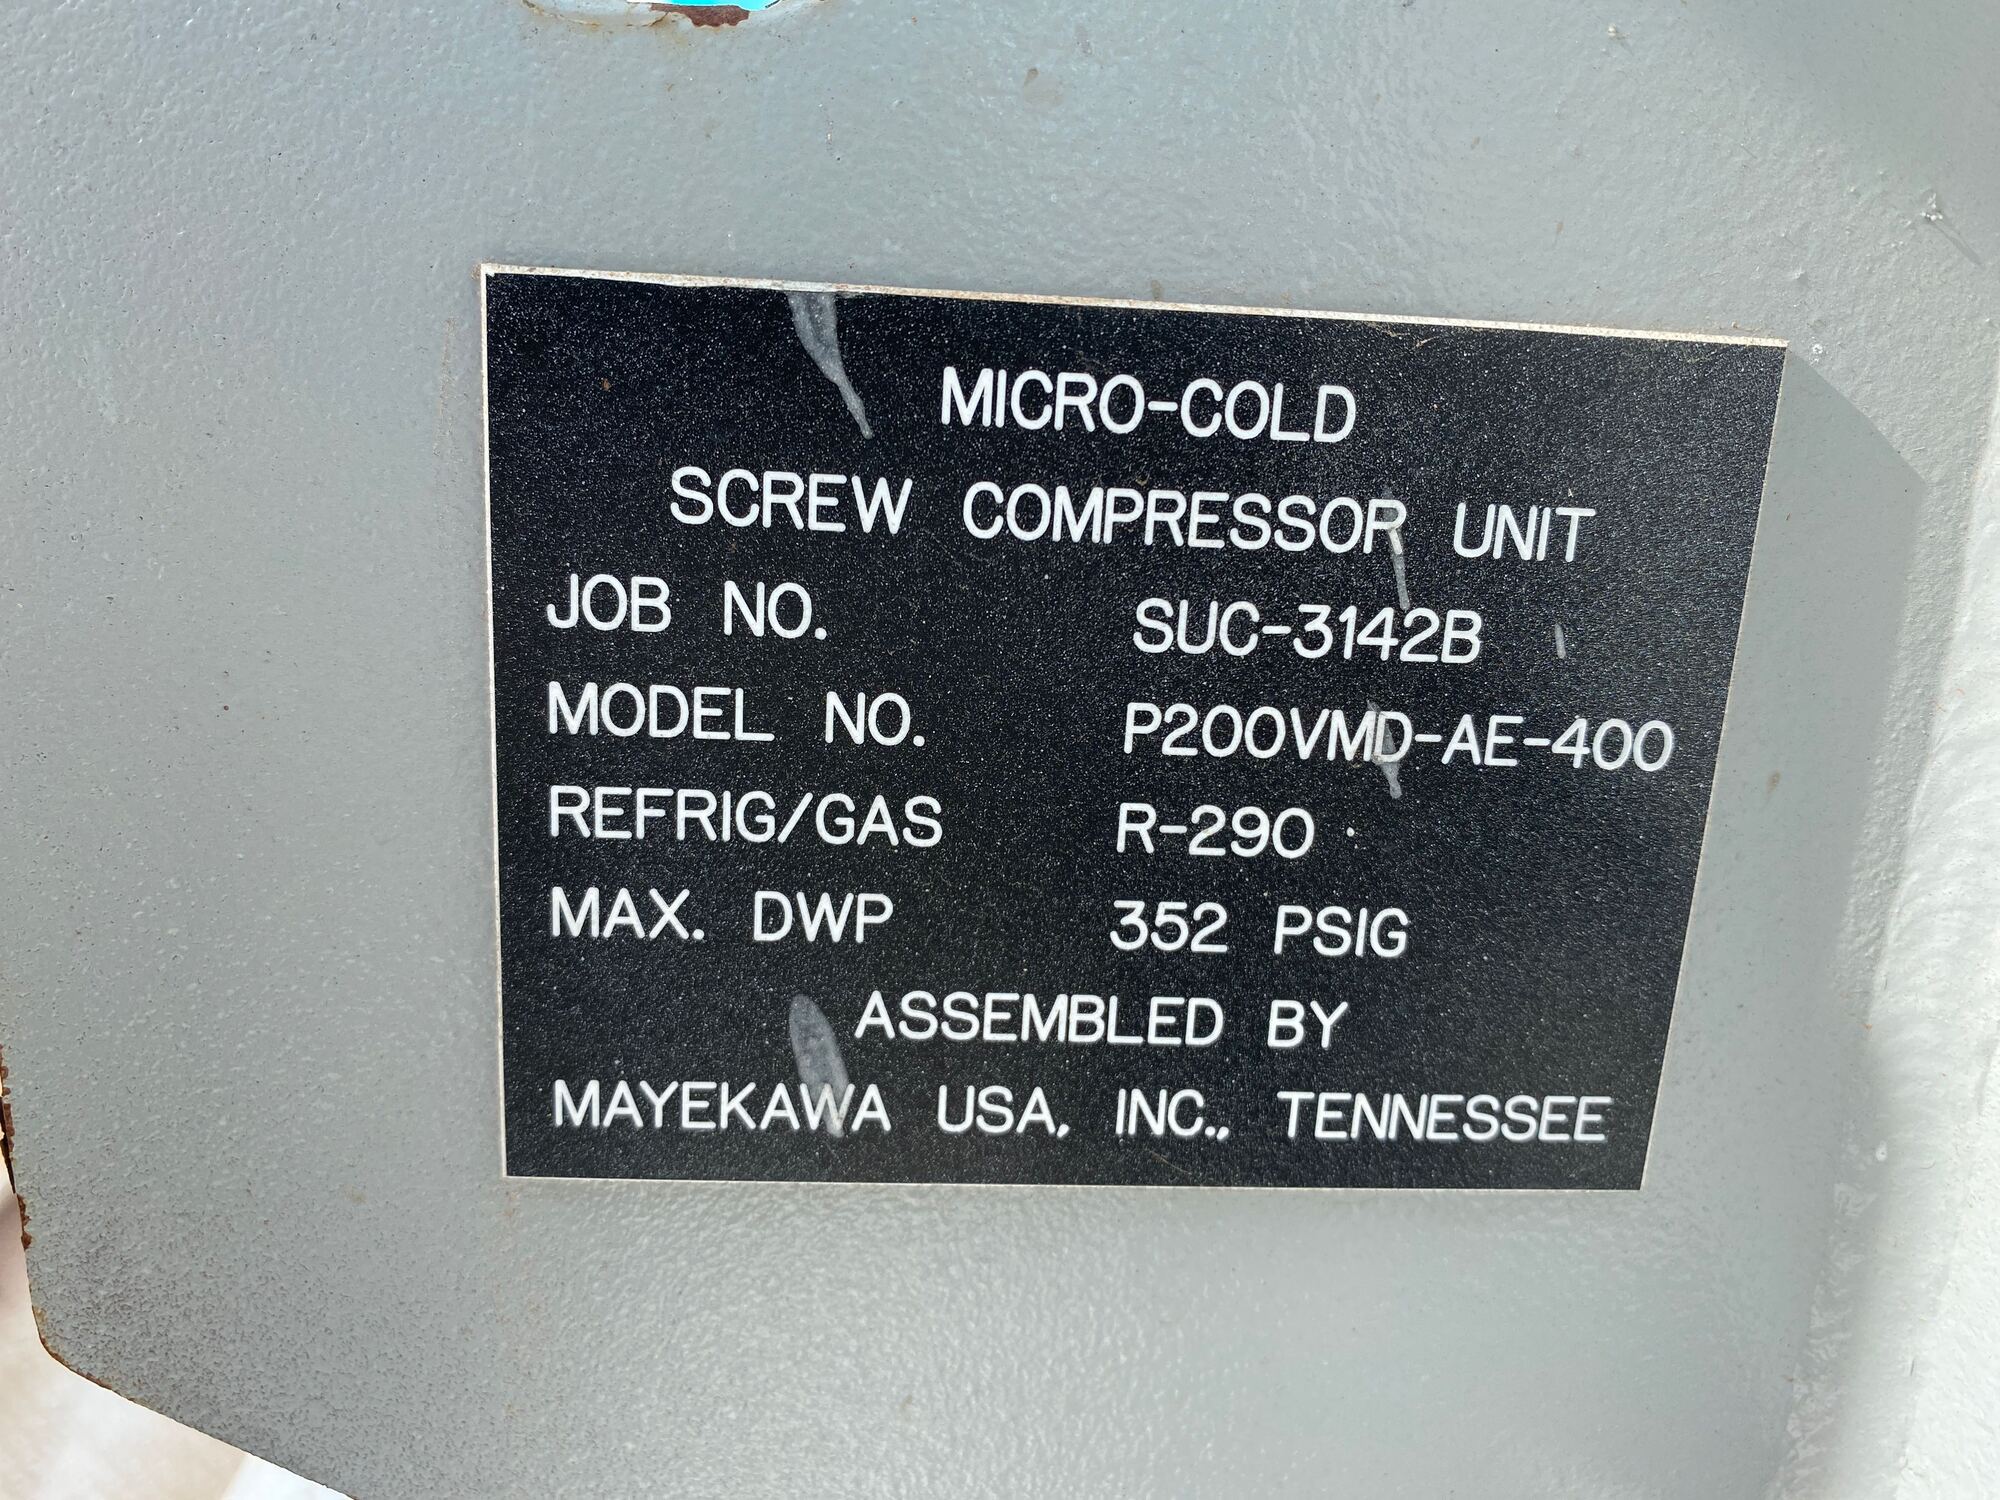 MICRO-COLD
SCREW COMPRESSOR UNIT
JOB NO. SUC-3142B
MODEL NO. P200VMD-AE-400
REFRIG/GAS R-290
MAX. DWP 352 PSIG
ASSEMBLED BY
MAYEKAWA USA, INC., TENNESSEE